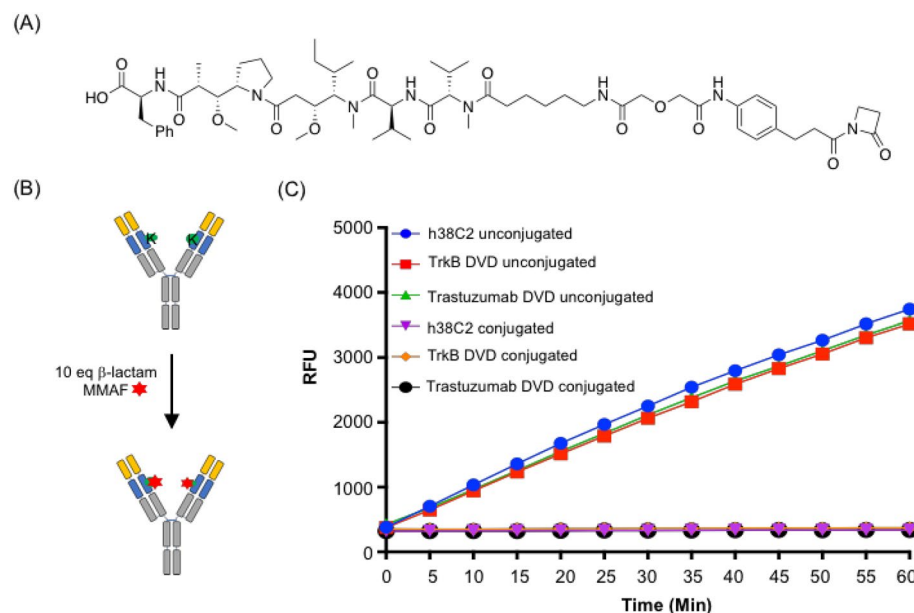 (A)
O
HO
H
N
O
Ph
O
N
O
O
N
O
H
N
O
N
O
H
N
O
O
O
H
N
O
N
O
(B)
K
K
10 eq β-lactam
MMAF
(C)
5000
4000
3000
2000
1000
0
RFU
h38C2 unconjugated
TrkB DVD unconjugated
Trastuzumab DVD unconjugated
h38C2 conjugated
TrkB DVD conjugated
Trastuzumab DVD conjugated
0 5 10 15 20 25 30 35 40 45 50 55 60
Time (Min)